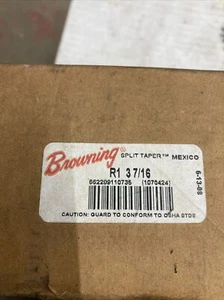 Browning SPLIT TAPER™ MEXICO
R1 3 7/16
662209110735 (1075424)
CAUTION: GUARD TO CONFORM TO OSHA STDS
6-13-08